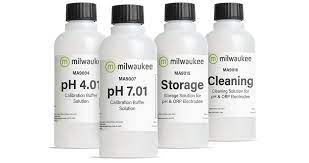 milwaukee
MA9004
pH 4.01
Calibration Buffer
Solution
milwaukee
MA9007
pH 7.01
Calibration Buffer
Solution
milwaukee
MA9015
Storage
Storage Solution for
pH & ORP Electrodes
milwaukee
MA9016
Cleaning
Cleaning Solution for
pH & ORP Electrodes